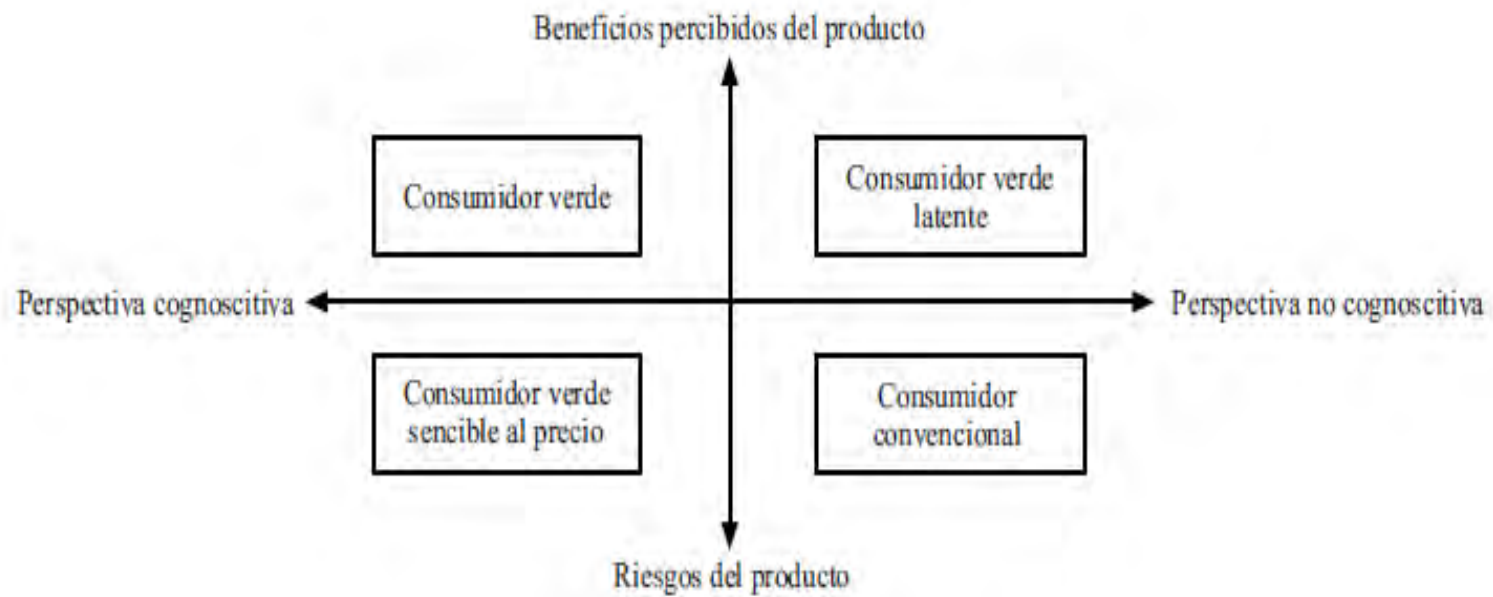 Beneficios percibidos del producto
Consumidor verde
Consumidor verde
latente
Perspectiva cognoscitiva
Perspectiva no cognoscitiva
Consumidor verde
sencible al precio
Consumidor
convencional
Riesgos del producto